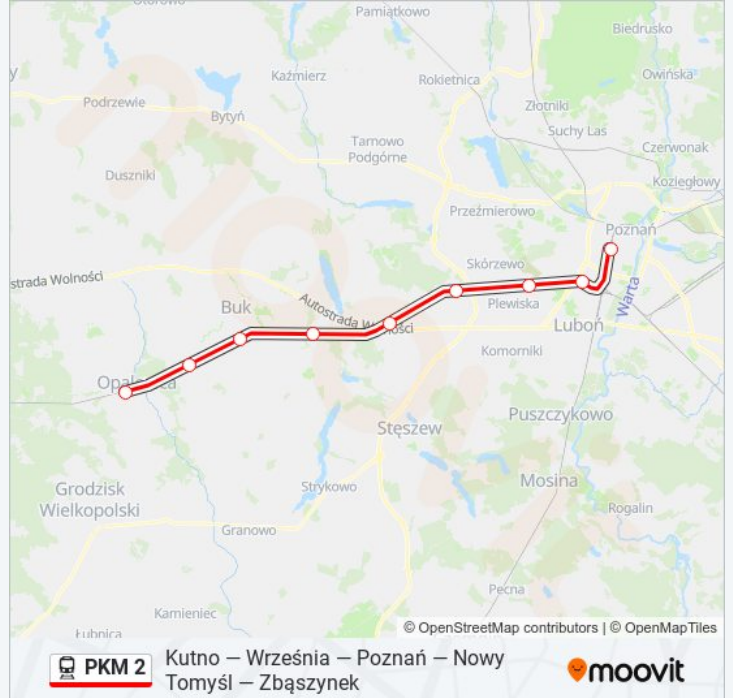 Pamiątkowo
Biedrusko
Kaźmierz
Rokietnica
Owińska
Podrzewie
Złotniki
Bytyń
Suchy Las
Tarnowo
Podgórne
Czerwonak
Duszniki
Koziegłowy
Przeźmierowo
Poznań
Skórzewo
strada Wolności
Buk
Autostrada Wolności
Plewiska
Warta
Luboń
Komorniki
Opalenica
Puszczykowo
Stęszew
Mosina
Strykowo
Grodzisk
Wielkopolski
Rogalin
Granowo
Pecna
Kamieniec
Łubnica
© OpenStreetMap contributors | © OpenMapTiles
PKM 2
Kutno — Września — Poznań — Nowy
Tomyśl — Zbąszynek
moovit